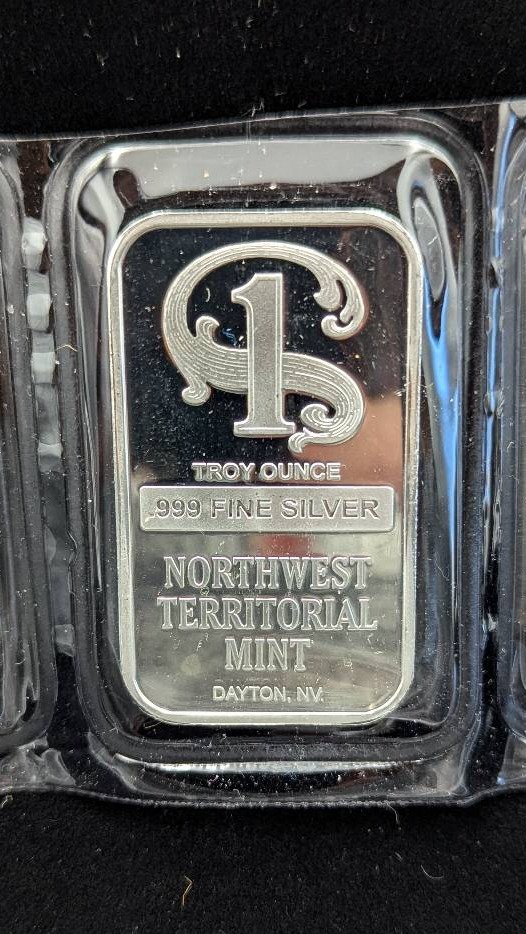 1
TROY OUNCE
.999 FINE SILVER
NORTHWEST
TERRITORIAL
MINT
DAYTON, NV.